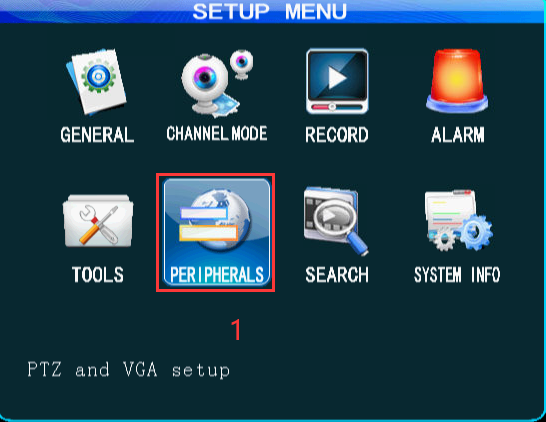 SETUP MENU
GENERAL
CHANNEL MODE
RECORD
ALARM
TOOLS
PERIPHERALS
SEARCH
SYSTEM INFO
1
PTZ and VGA setup